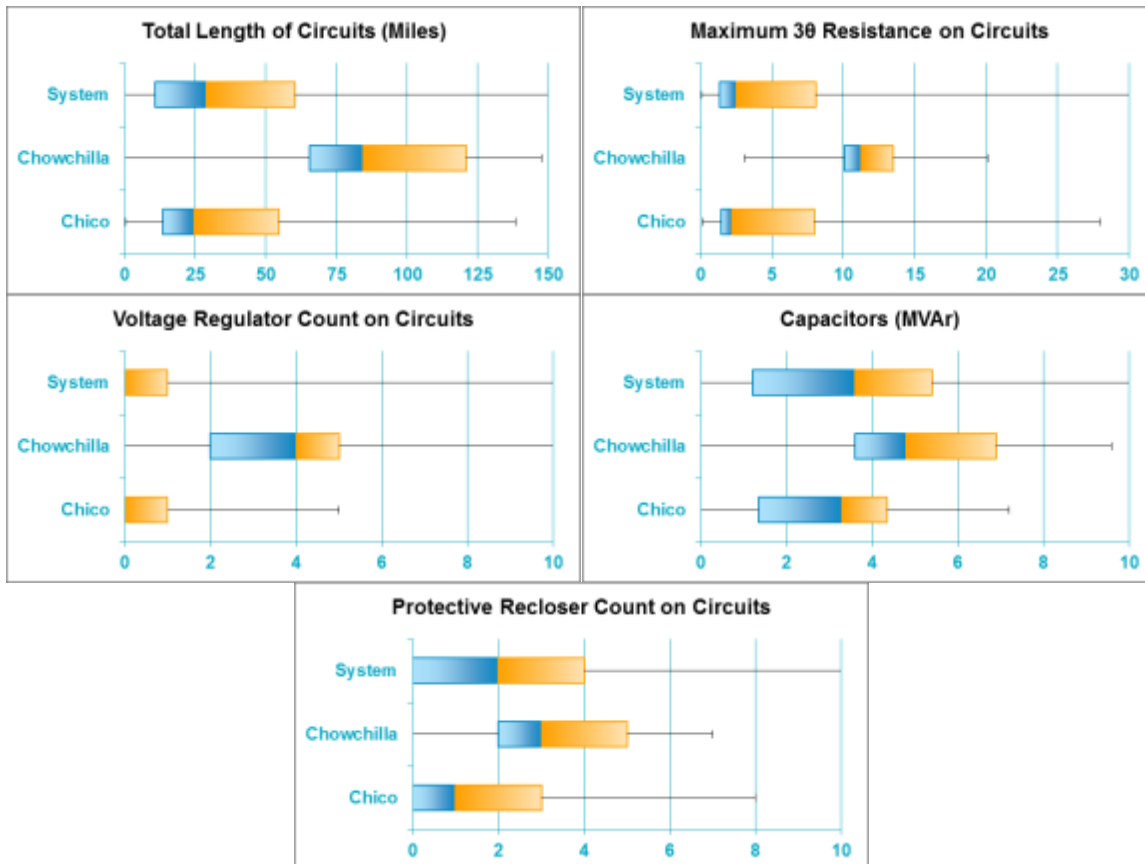 Total Length of Circuits (Miles)
System
Chowchilla
Chico
0 25 50 75 100 125 150
Maximum 3θ Resistance on Circuits
System
Chowchilla
Chico
0 5 10 15 20 25 30
Voltage Regulator Count on Circuits
System
Chowchilla
Chico
0 2 4 6 8 10
Capacitors (MVAr)
System
Chowchilla
Chico
0 2 4 6 8 10
Protective Recloser Count on Circuits
System
Chowchilla
Chico
0 2 4 6 8 10